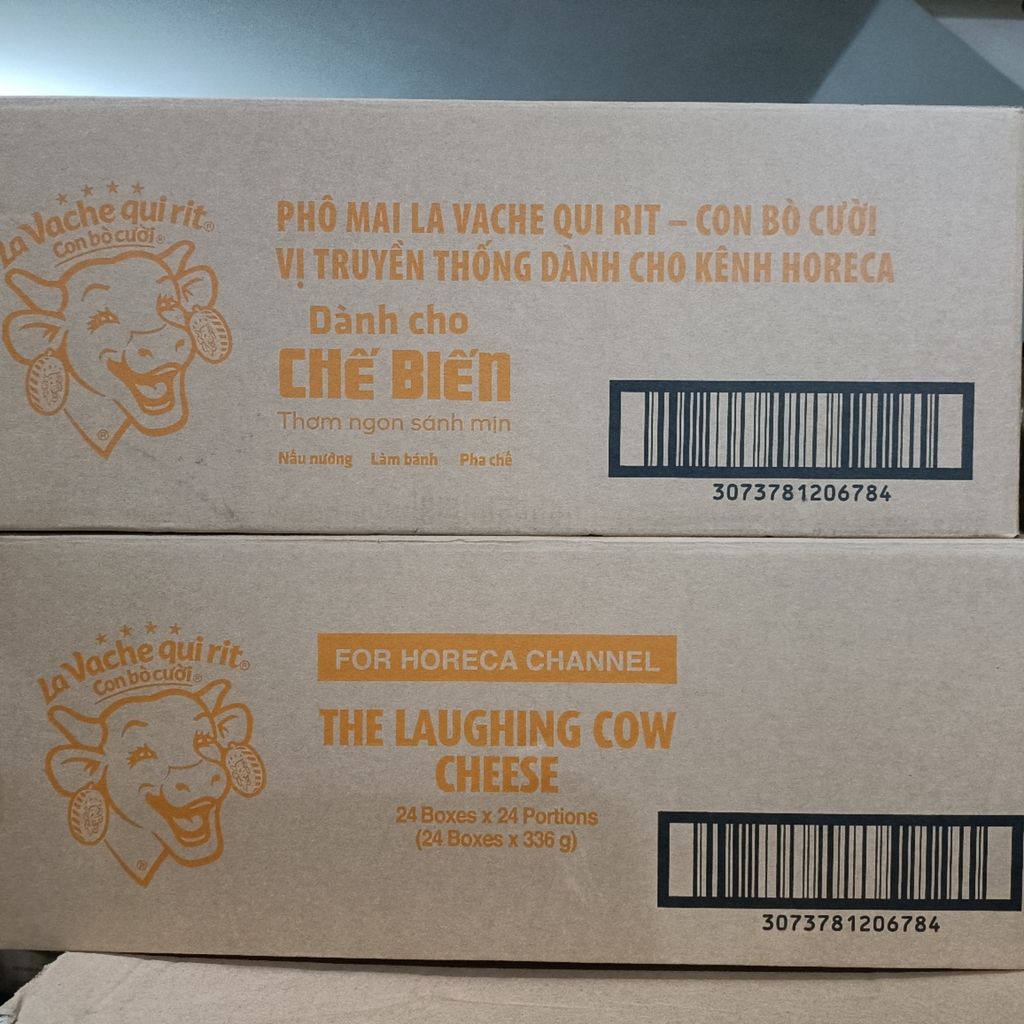 La Vache qui rit®
Con bò cười®
PHÔ MAI LA VACHE QUI RIT – CON BÒ CƯỜI
VỊ TRUYỀN THỐNG DÀNH CHO KÊNH HORECA
Dành cho
CHẾ BIẾN
Thơm ngon sánh mịn
Nấu nướng Làm bánh Pha chế
®
3073781206784
La Vache qui rit®
Con bò cười®
FOR HORECA CHANNEL
THE LAUGHING COW
CHEESE
24 Boxes x 24 Portions
(24 Boxes x 336 g)
®
3073781206784